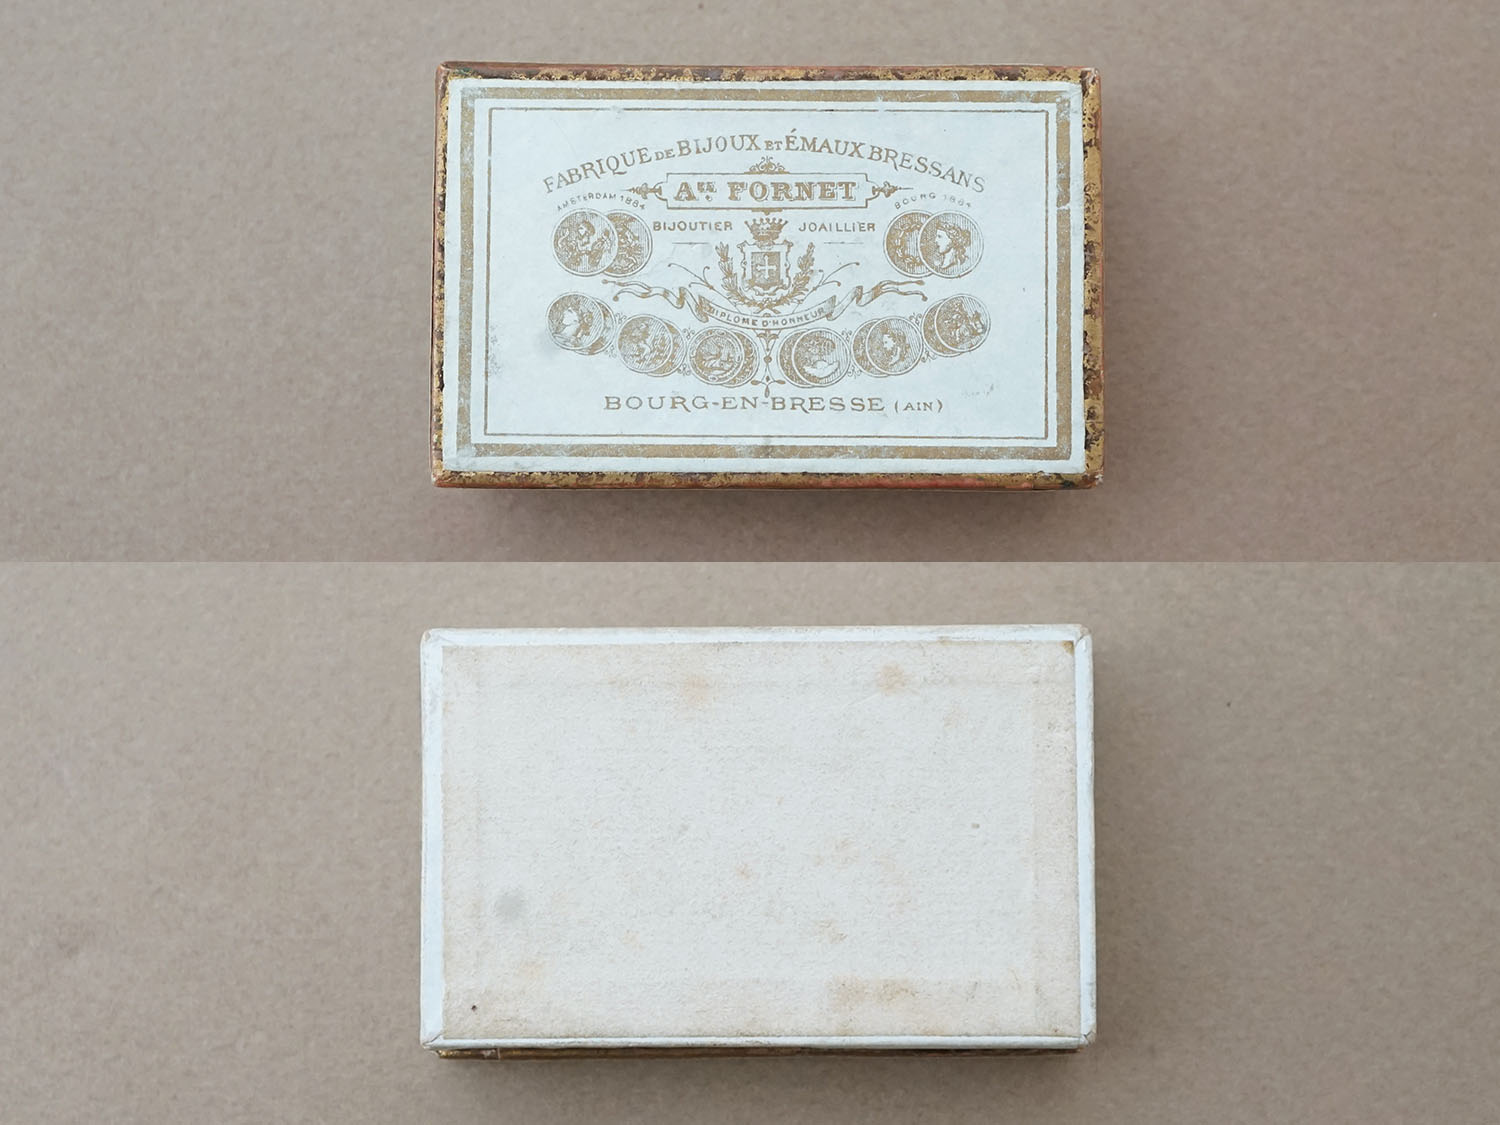 FABRIQUE DE BIJOUX ET ÉMAUX BRESSANS
Aᵗᵉ. FORNET
AMSTERDAM 1884
BOURG 1884
BIJOUTIER JOAILLIER
DIPLOME D'HONNEUR
BOURG-EN-BRESSE (AIN)